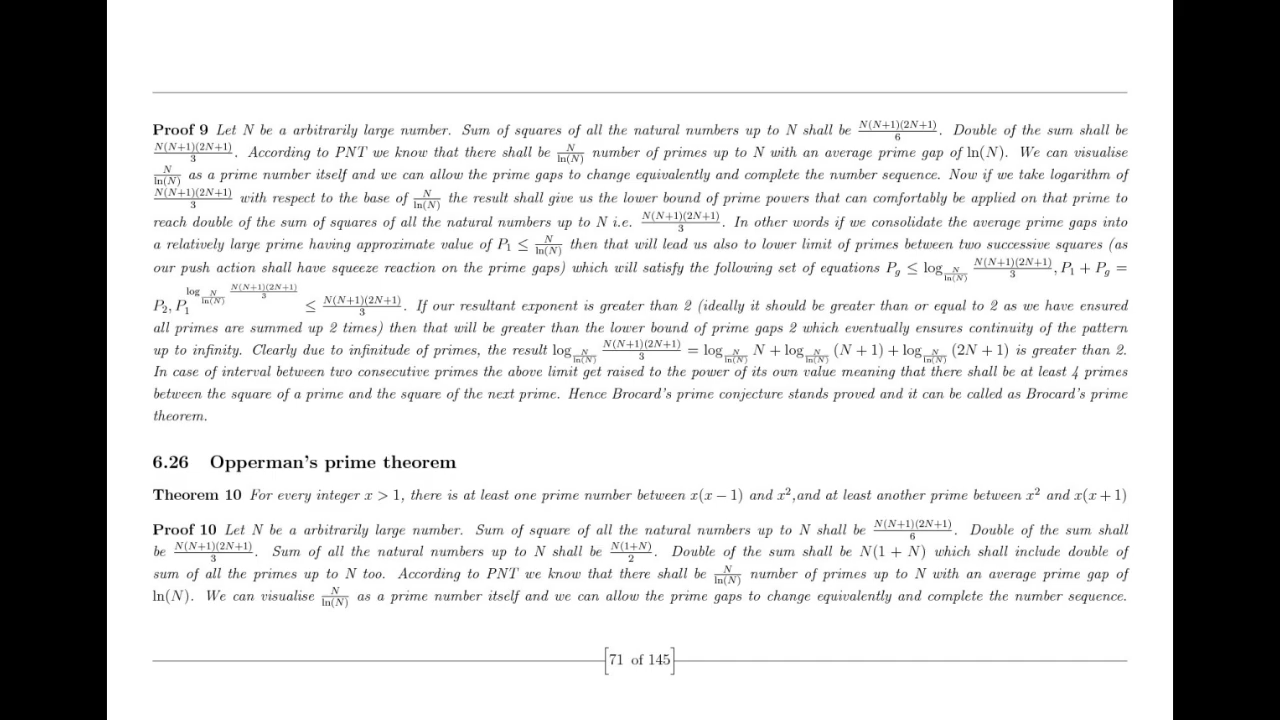 Proof 9 Let N be a arbitrarily large number. Sum of squares of all the natural numbers up to N shall be N(N+1)(2N+1)/6. Double of the sum shall be
N(N+1)(2N+1)/3. According to PNT we know that there shall be N/ln(N) number of primes up to N with an average prime gap of ln(N). We can visualise
N/ln(N) as a prime number itself and we can allow the prime gaps to change equivalently and complete the number sequence. Now if we take logarithm of
N(N+1)(2N+1)/3 with respect to the base of N/ln(N) the result shall give us the lower bound of prime powers that can comfortably be applied on that prime to
reach double of the sum of squares of all the natural numbers up to N i.e. N(N+1)(2N+1)/3. In other words if we consolidate the average prime gaps into
a relatively large prime having approximate value of P₁ ≤ N/ln(N) then that will lead us also to lower limit of primes between two successive squares (as
our push action shall have squeeze reaction on the prime gaps) which will satisfy the following set of equations P_g ≤ log_{N/ln(N)} N(N+1)(2N+1)/3, P₁ + P_g =
P₂, P₁^{log_{N/ln(N)} N(N+1)(2N+1)/3} ≤ N(N+1)(2N+1)/3. If our resultant exponent is greater than 2 (ideally it should be greater than or equal to 2 as we have ensured
all primes are summed up 2 times) then that will be greater than the lower bound of prime gaps 2 which eventually ensures continuity of the pattern
up to infinity. Clearly due to infinitude of primes, the result log_{N/ln(N)} N(N+1)(2N+1)/3 = log_{N/ln(N)} N + log_{N/ln(N)} (N + 1) + log_{N/ln(N)} (2N + 1) is greater than 2.
In case of interval between two consecutive primes the above limit get raised to the power of its own value meaning that there shall be at least 4 primes
between the square of a prime and the square of the next prime. Hence Brocard's prime conjecture stands proved and it can be called as Brocard's prime
theorem.
6.26 Opperman's prime theorem
Theorem 10 For every integer x > 1, there is at least one prime number between x(x − 1) and x²,and at least another prime between x² and x(x + 1)
Proof 10 Let N be a arbitrarily large number. Sum of square of all the natural numbers up to N shall be N(N+1)(2N+1)/6. Double of the sum shall
be N(N+1)(2N+1)/3. Sum of all the natural numbers up to N shall be N(1+N)/2. Double of the sum shall be N(1 + N) which shall include double of
sum of all the primes up to N too. According to PNT we know that there shall be N/ln(N) number of primes up to N with an average prime gap of
ln(N). We can visualise N/ln(N) as a prime number itself and we can allow the prime gaps to change equivalently and complete the number sequence.
[71 of 145]